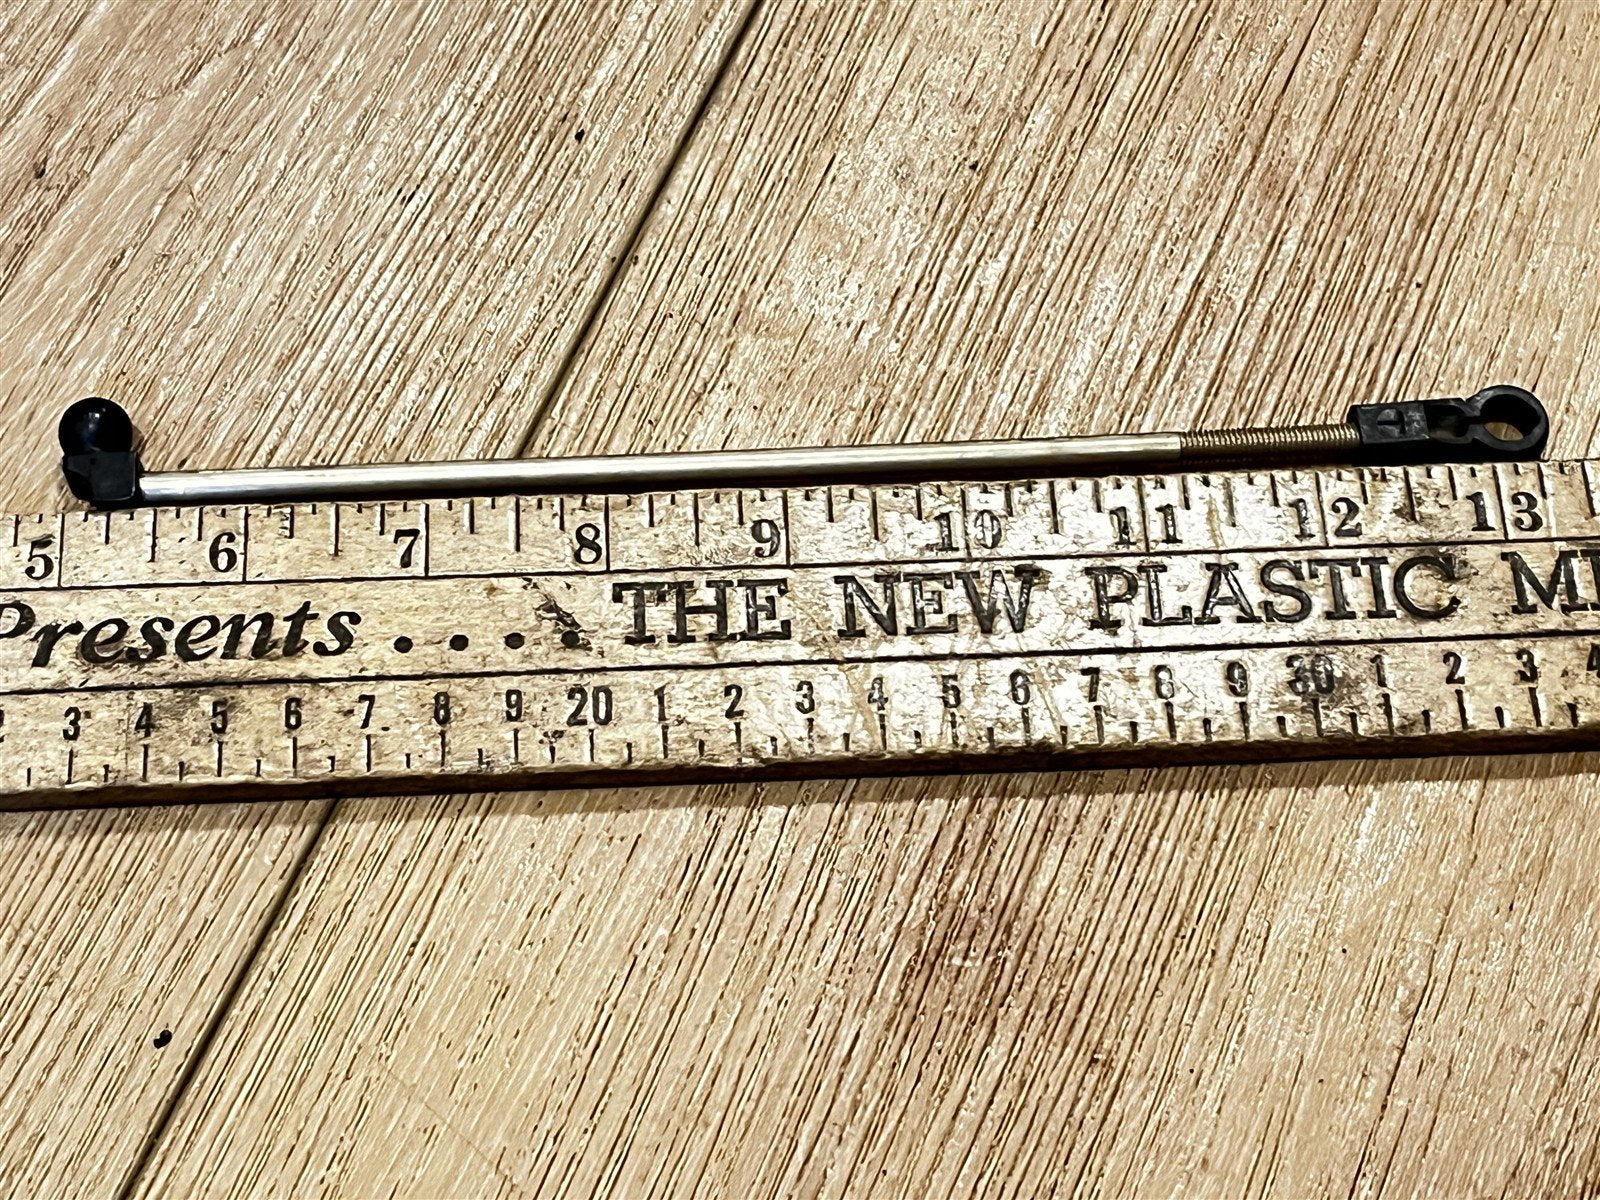 5 6 7 8 9 10 11 12 13
Presents .... THE NEW PLASTIC
3 4 5 6 7 8 9 20 1 2 3 4 5 6 7 8 9 30 1 2 3 4